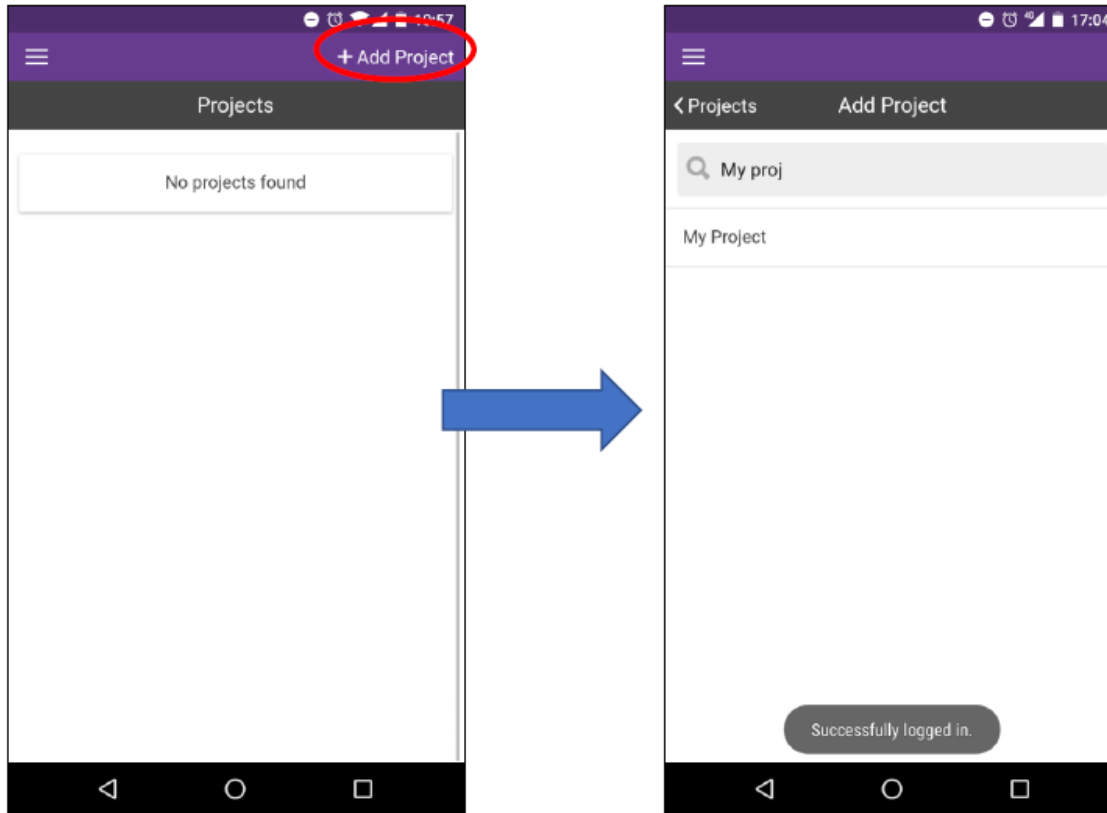 + Add Project
Projects
No projects found
17:04
Projects
Add Project
My proj
My Project
Successfully logged in.